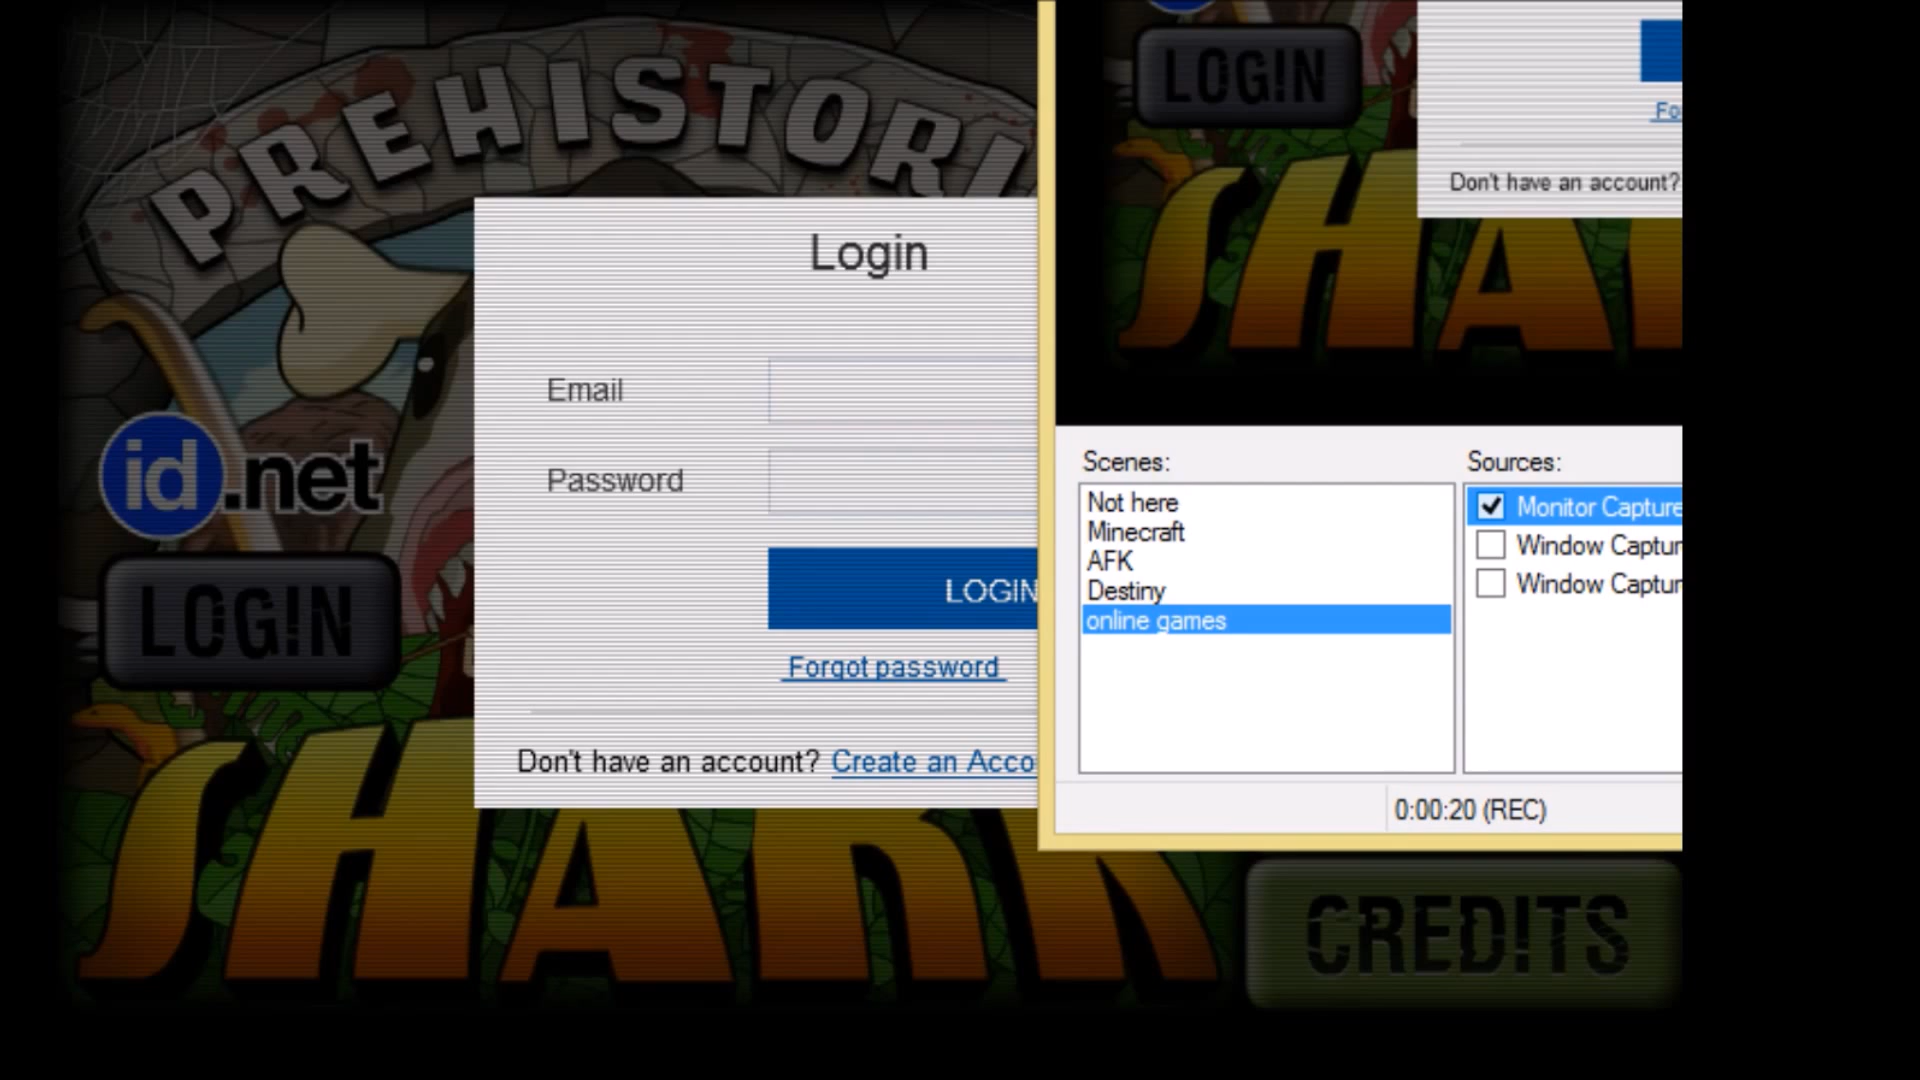 PREHISTORI
Login
Email
Password
LOGIN
Forgot password
Don't have an account? Create an Acco
id.net
LOGIN
SHARK
CREDITS
LOGIN
Fo
Don't have an account?
SHA
Scenes:
Not here
Minecraft
AFK
Destiny
online games
Sources:
Monitor Capture
Window Captur
Window Captur
0:00:20 (REC)